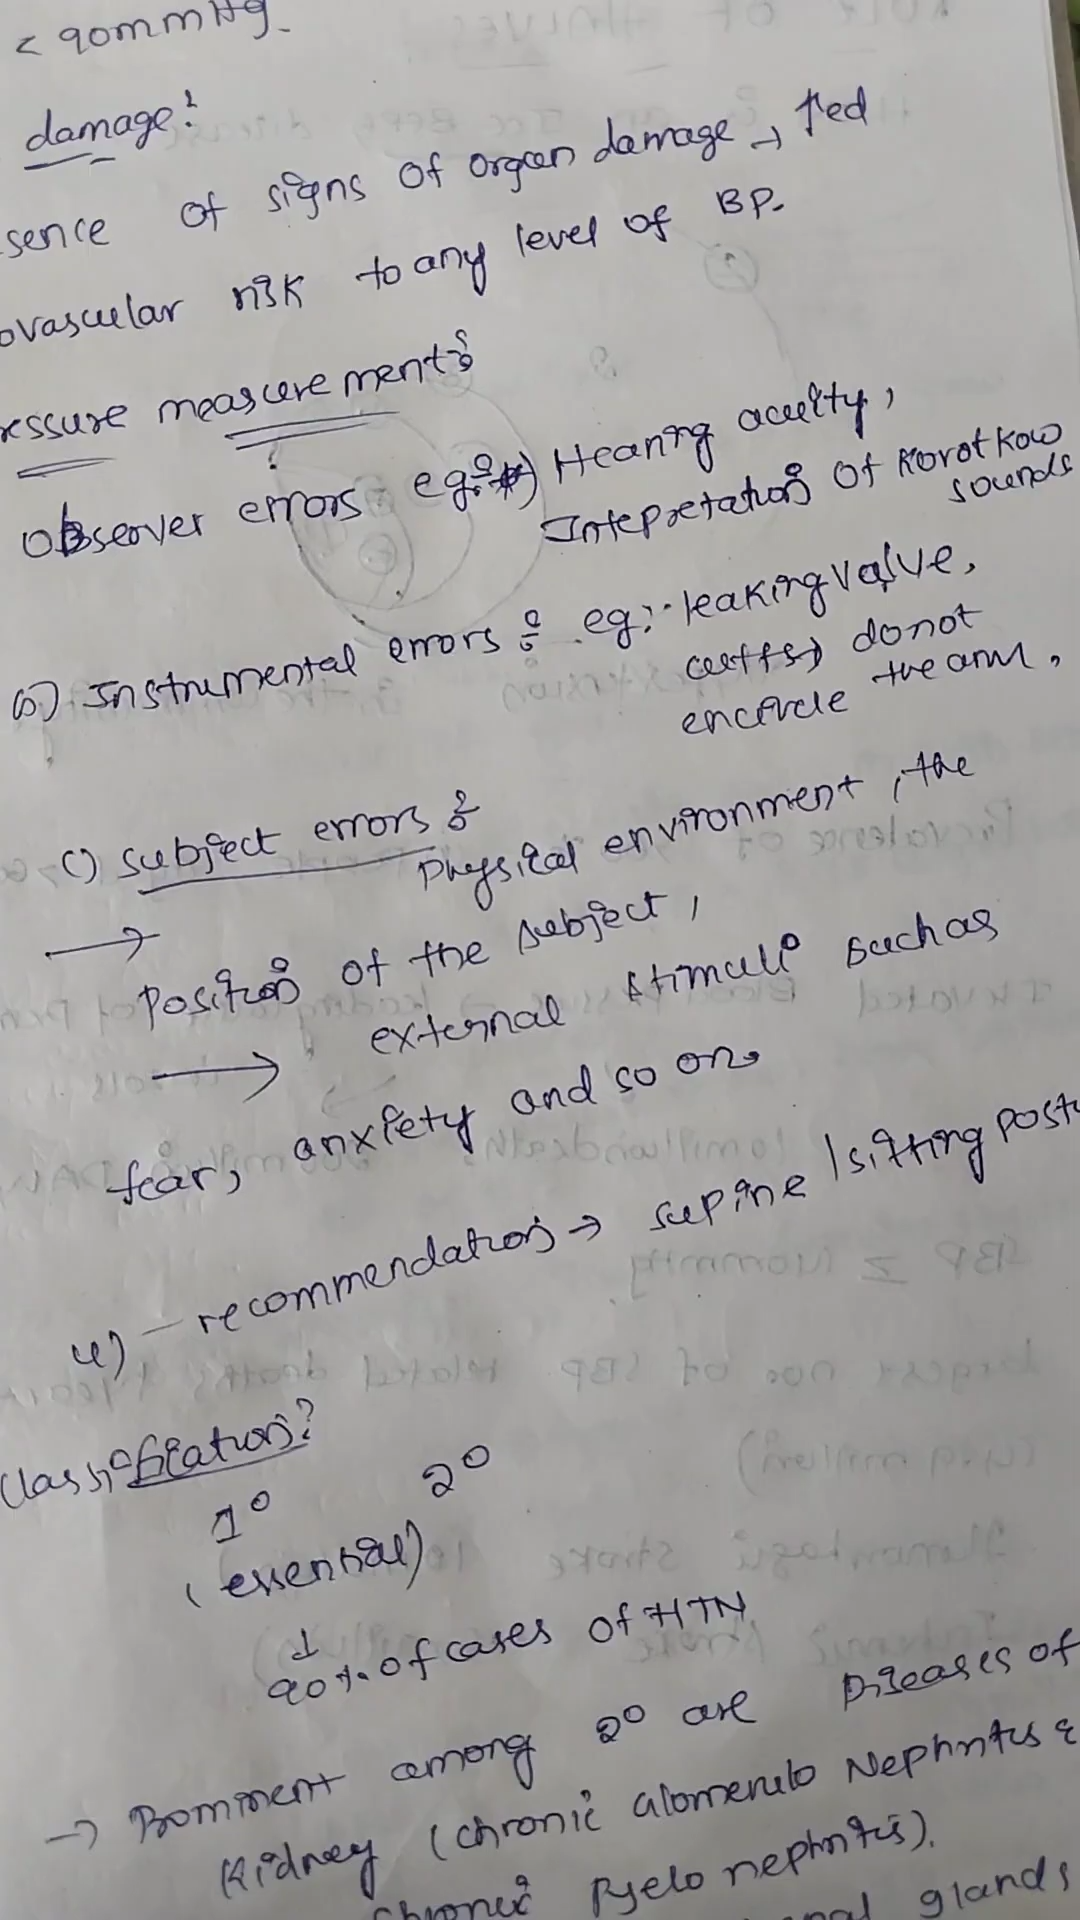 < 90mmHg.
damage:
sence of signs of organ damage → ↑ed
ovascular risk to any level of BP.
essure measurement:
Observer errors eg: Hearing acuity,
Intepretation of Korotkow
sounds
b) Instrumental errors: eg:- leaking valve,
cuffs → do not
encircle the arm,
c) Subject errors:
→ Physical environment, the
position of the subject,
→ external stimuli such as
fear, anxiety and so on.
4) - recommendation → supine / sitting post
Classification:
1° 2°
(essential)
↓
90% of cases of HTN
→ Prominent among 2° are Diseases of
Kidney (chronic Glomerulo Nephritis &
chronic Pyelo nephritis).
nal glands